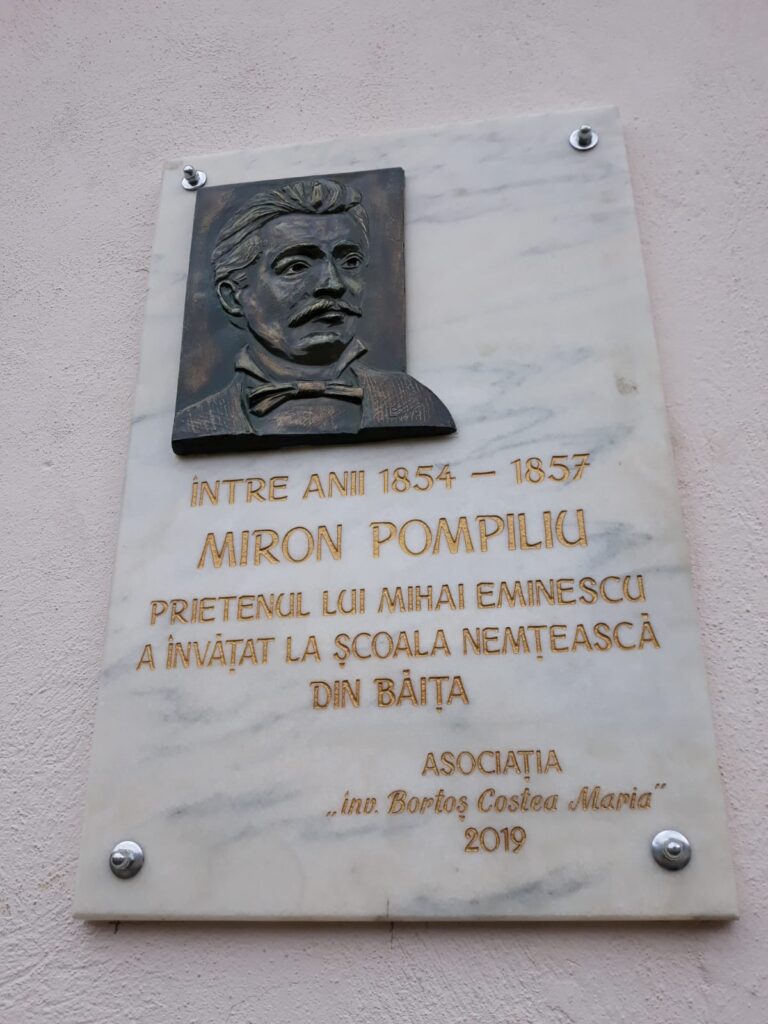 ÎNTRE ANII 1854 – 1857
MIRON POMPILIU
PRIETENUL LUI MIHAI EMINESCU
A ÎNVĂȚAT LA ȘCOALA NEMȚEASCĂ
DIN BĂIȚA
ASOCIAȚIA
„înv. Bortoș Costea Maria”
2019